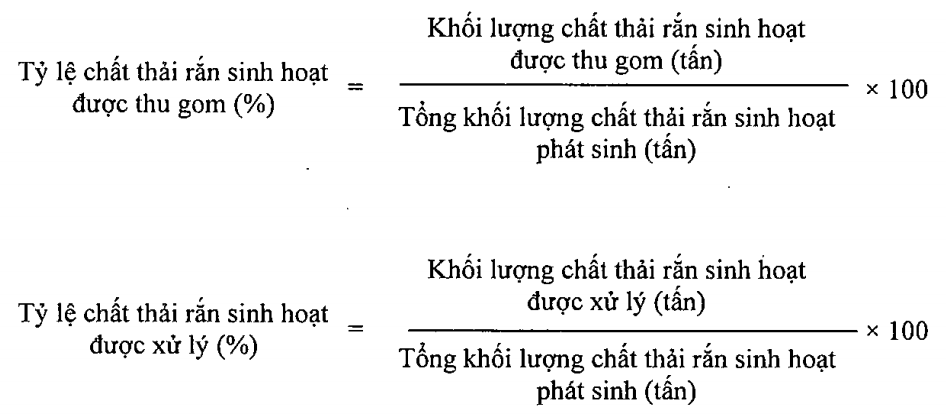 Khối lượng chất thải rắn sinh hoạt
được thu gom (tấn)
Tỷ lệ chất thải rắn sinh hoạt
được thu gom (%)
= × 100
Tổng khối lượng chất thải rắn sinh hoạt
phát sinh (tấn)
Khối lượng chất thải rắn sinh hoạt
được xử lý (tấn)
Tỷ lệ chất thải rắn sinh hoạt
được xử lý (%)
= × 100
Tổng khối lượng chất thải rắn sinh hoạt
phát sinh (tấn)